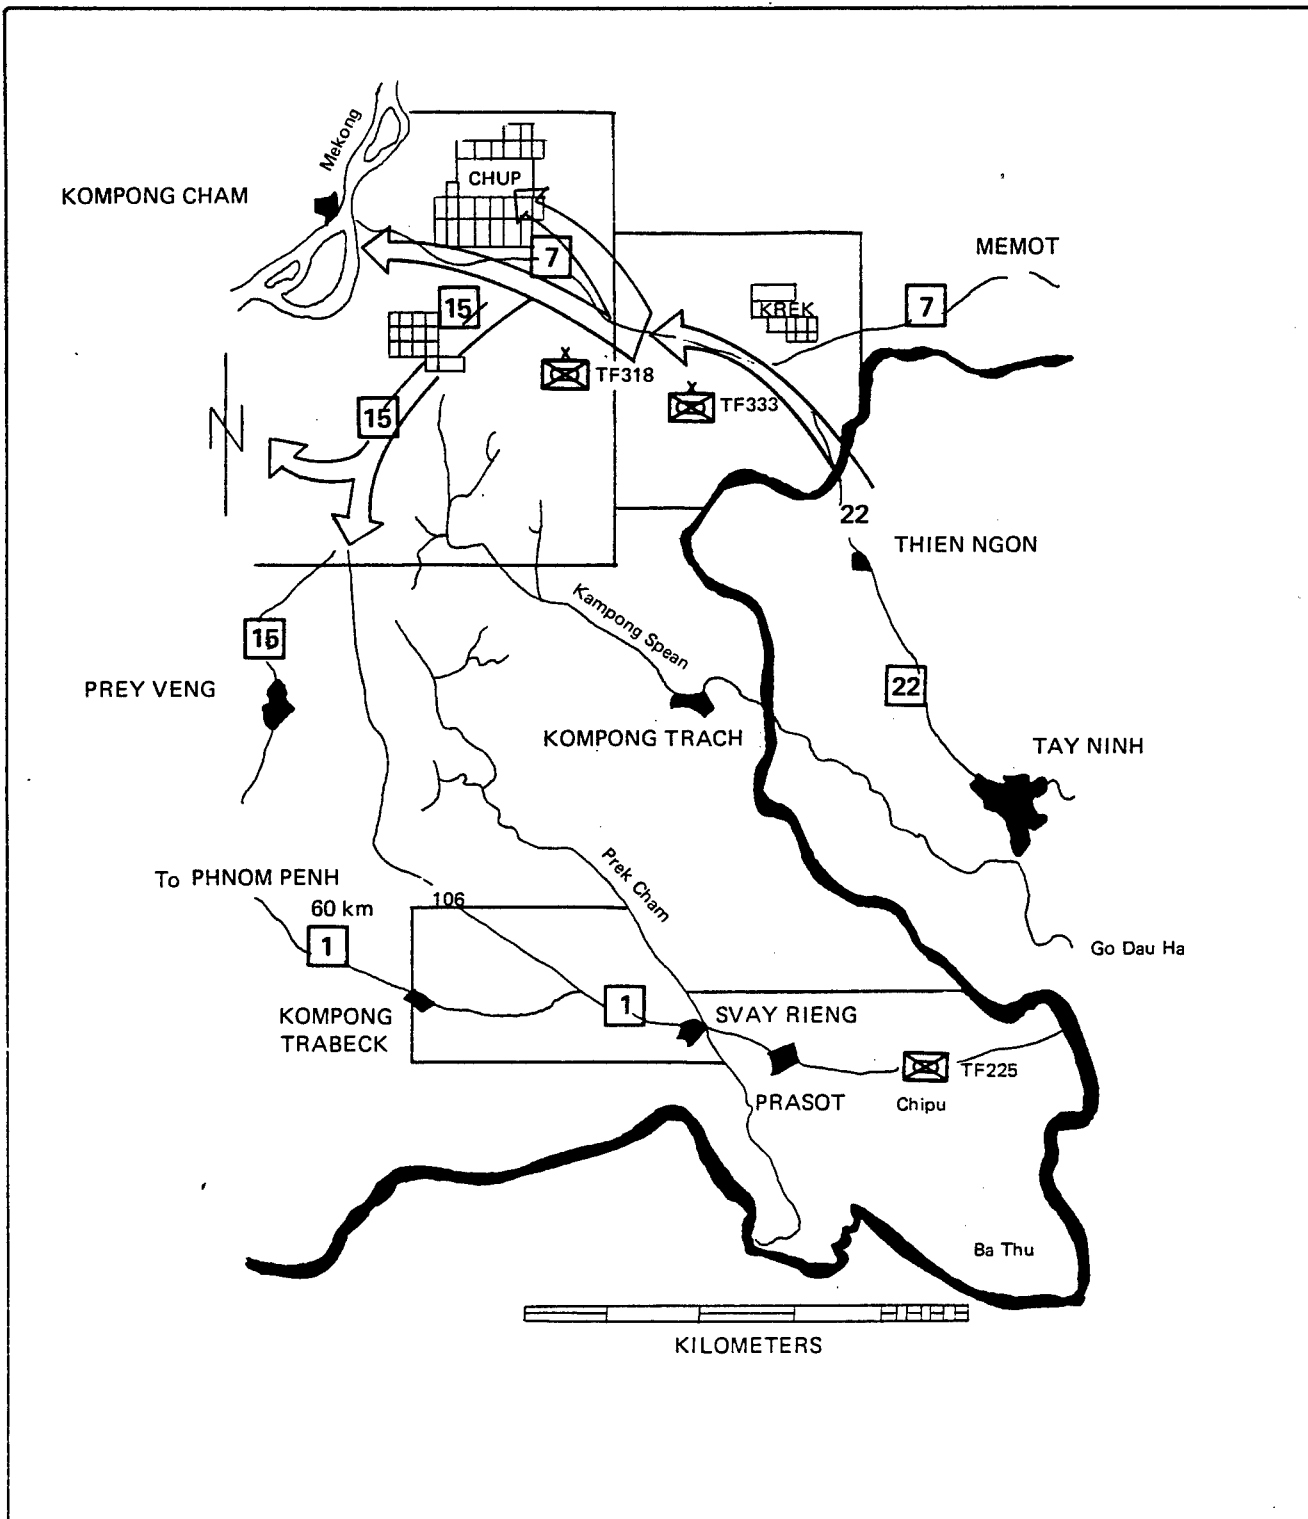 Mekong
KOMPONG CHAM
CHUP
7
MEMOT
7
KREK
15
TF318
TF333
15
N
22
THIEN NGON
Kampong Spean
15
PREY VENG
22
KOMPONG TRACH
TAY NINH
Prek Cham
To PHNOM PENH
60 km
106
1
Go Dau Ha
1
SVAY RIENG
KOMPONG
TRABECK
TF225
PRASOT
Chipu
Ba Thu
KILOMETERS